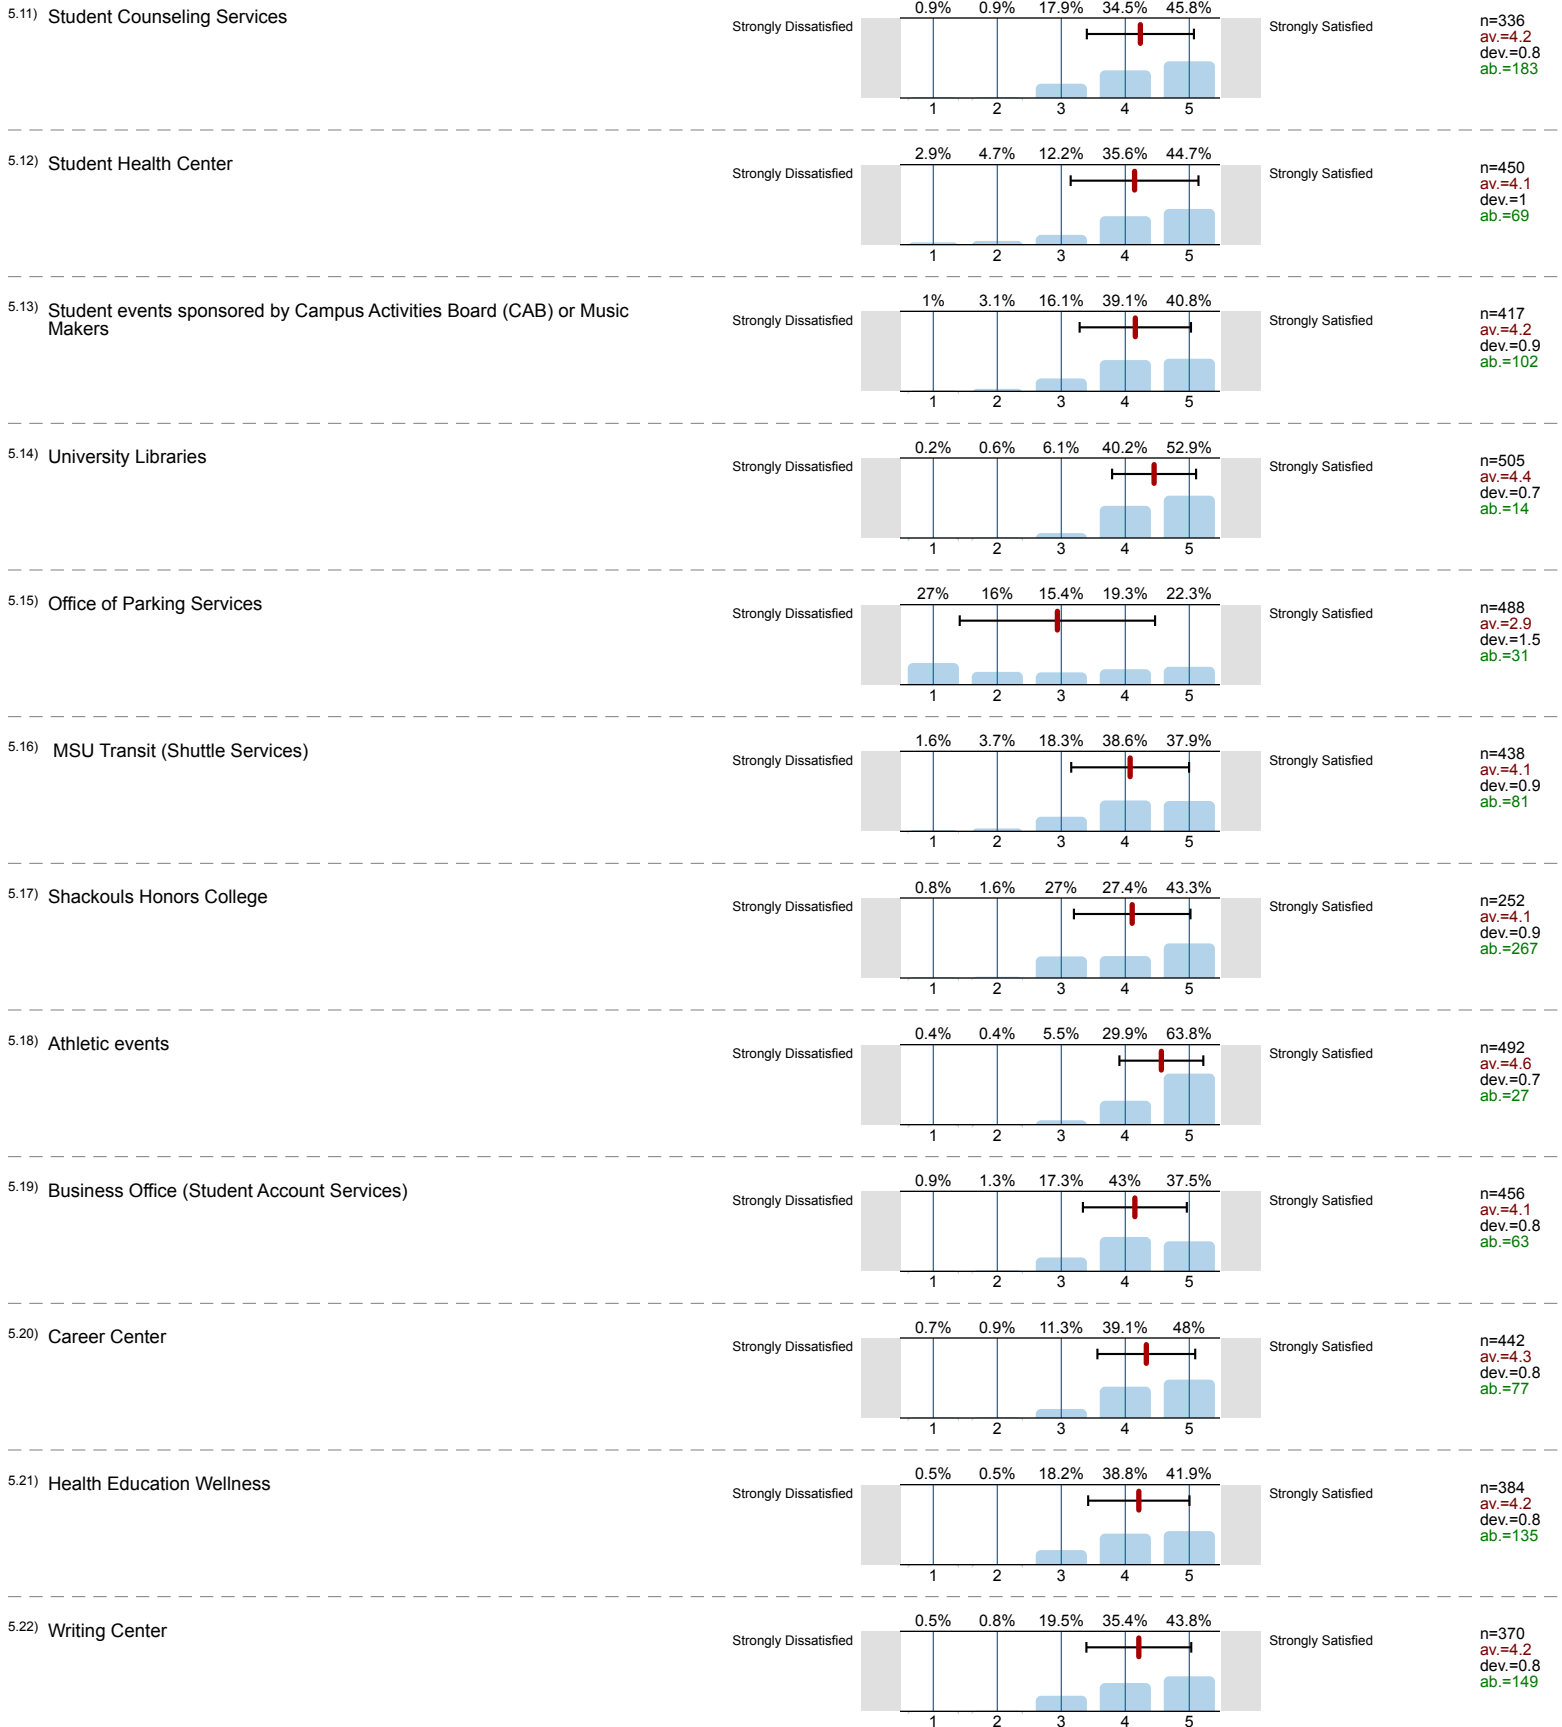 5.11) Student Counseling Services
Strongly Dissatisfied
0.9% 0.9% 17.9% 34.5% 45.8%
1 2 3 4 5
Strongly Satisfied
n=336
av.=4.2
dev.=0.8
ab.=183
5.12) Student Health Center
Strongly Dissatisfied
2.9% 4.7% 12.2% 35.6% 44.7%
1 2 3 4 5
Strongly Satisfied
n=450
av.=4.1
dev.=1
ab.=69
5.13) Student events sponsored by Campus Activities Board (CAB) or Music
Makers
Strongly Dissatisfied
1% 3.1% 16.1% 39.1% 40.8%
1 2 3 4 5
Strongly Satisfied
n=417
av.=4.2
dev.=0.9
ab.=102
5.14) University Libraries
Strongly Dissatisfied
0.2% 0.6% 6.1% 40.2% 52.9%
1 2 3 4 5
Strongly Satisfied
n=505
av.=4.4
dev.=0.7
ab.=14
5.15) Office of Parking Services
Strongly Dissatisfied
27% 16% 15.4% 19.3% 22.3%
1 2 3 4 5
Strongly Satisfied
n=488
av.=2.9
dev.=1.5
ab.=31
5.16) MSU Transit (Shuttle Services)
Strongly Dissatisfied
1.6% 3.7% 18.3% 38.6% 37.9%
1 2 3 4 5
Strongly Satisfied
n=438
av.=4.1
dev.=0.9
ab.=81
5.17) Shackouls Honors College
Strongly Dissatisfied
0.8% 1.6% 27% 27.4% 43.3%
1 2 3 4 5
Strongly Satisfied
n=252
av.=4.1
dev.=0.9
ab.=267
5.18) Athletic events
Strongly Dissatisfied
0.4% 0.4% 5.5% 29.9% 63.8%
1 2 3 4 5
Strongly Satisfied
n=492
av.=4.6
dev.=0.7
ab.=27
5.19) Business Office (Student Account Services)
Strongly Dissatisfied
0.9% 1.3% 17.3% 43% 37.5%
1 2 3 4 5
Strongly Satisfied
n=456
av.=4.1
dev.=0.8
ab.=63
5.20) Career Center
Strongly Dissatisfied
0.7% 0.9% 11.3% 39.1% 48%
1 2 3 4 5
Strongly Satisfied
n=442
av.=4.3
dev.=0.8
ab.=77
5.21) Health Education Wellness
Strongly Dissatisfied
0.5% 0.5% 18.2% 38.8% 41.9%
1 2 3 4 5
Strongly Satisfied
n=384
av.=4.2
dev.=0.8
ab.=135
5.22) Writing Center
Strongly Dissatisfied
0.5% 0.8% 19.5% 35.4% 43.8%
1 2 3 4 5
Strongly Satisfied
n=370
av.=4.2
dev.=0.8
ab.=149